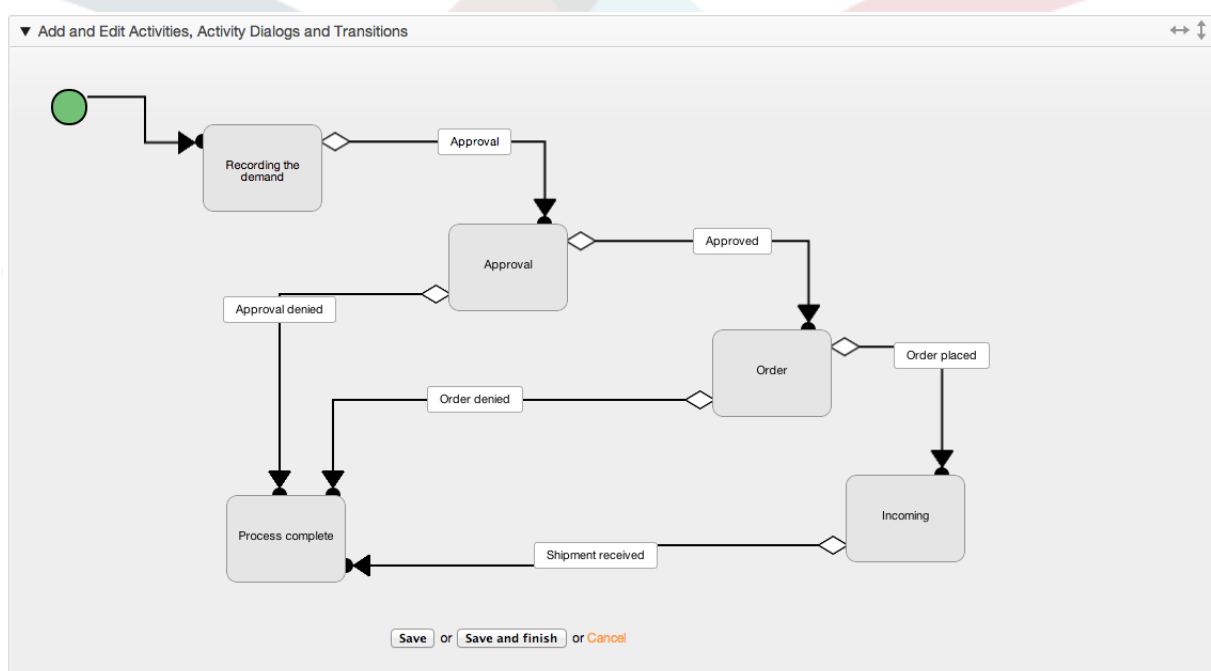 ▼ Add and Edit Activities, Activity Dialogs and Transitions
Recording the
demand
Approval
Approval
Approved
Approval denied
Order
Order placed
Order denied
Process complete
Incoming
Shipment received
Save or Save and finish or Cancel